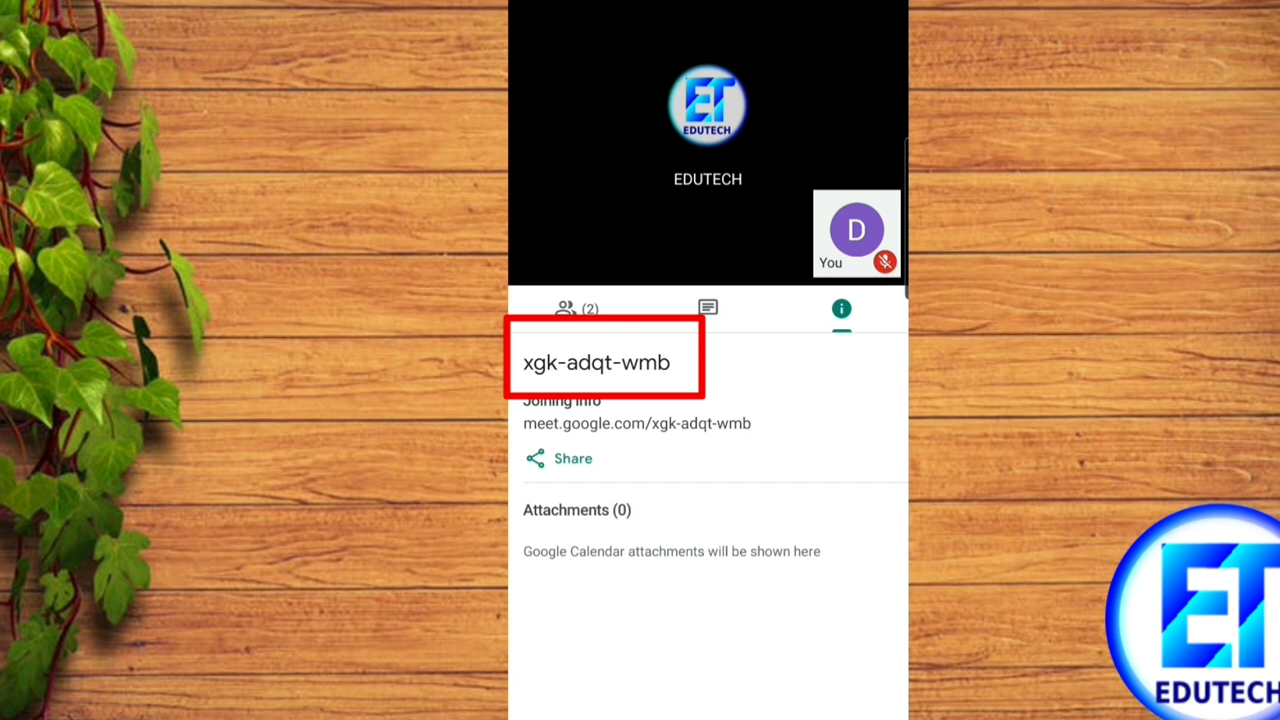 ET
EDUTECH
EDUTECH
D
You
(2)
xgk-adqt-wmb
Joining info
meet.google.com/xgk-adqt-wmb
Share
Attachments (0)
Google Calendar attachments will be shown here
ET
EDUTECH